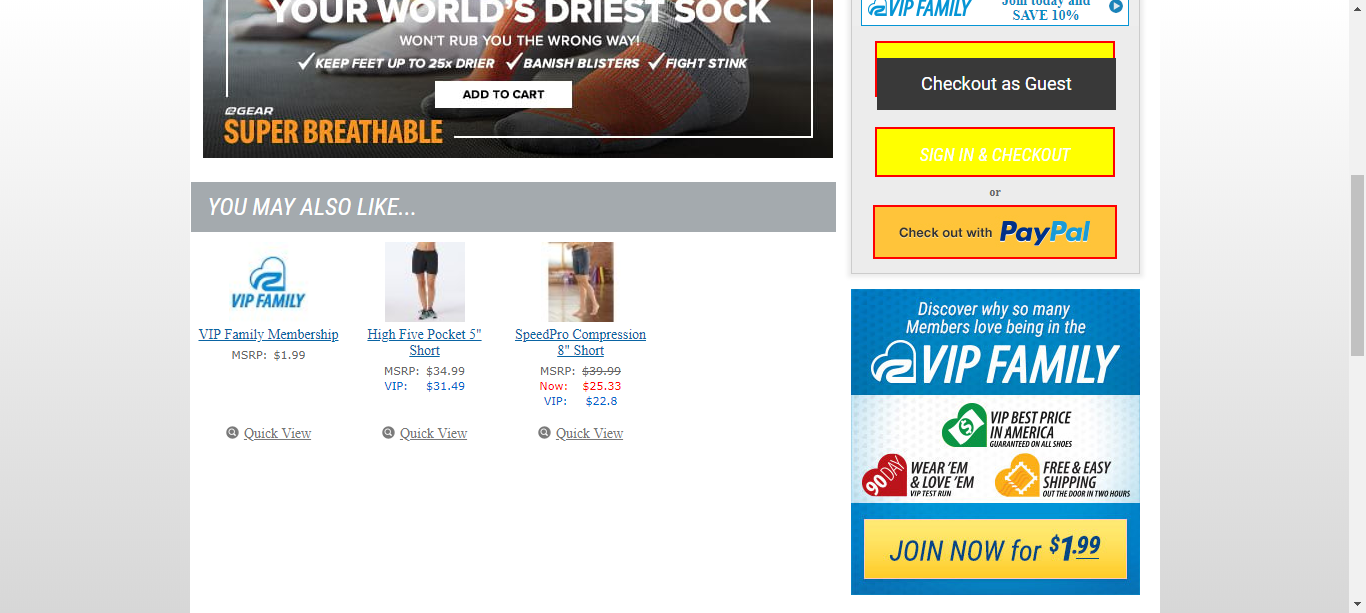 YOUR WORLD'S DRIEST SOCK
WON'T RUB YOU THE WRONG WAY!
✓KEEP FEET UP TO 25x DRIER ✓BANISH BLISTERS ✓FIGHT STINK
ADD TO CART
GEAR
SUPER BREATHABLE
YOU MAY ALSO LIKE...
VIP FAMILY
VIP Family Membership
MSRP: $1.99
Quick View
High Five Pocket 5"
Short
MSRP: $34.99
VIP: $31.49
Quick View
SpeedPro Compression
8" Short
MSRP: $39.99
Now: $25.33
VIP: $22.8
Quick View
VIP FAMILY
Join today and
SAVE 10%
Checkout as Guest
SIGN IN & CHECKOUT
or
Check out with PayPal
Discover why so many
Members love being in the
VIP FAMILY
VIP BEST PRICE
IN AMERICA
GUARANTEED ON ALL SHOES
90 DAY
WEAR 'EM
& LOVE 'EM
VIP TEST RUN
FREE & EASY
SHIPPING
OUT THE DOOR IN TWO HOURS
JOIN NOW for $1.99